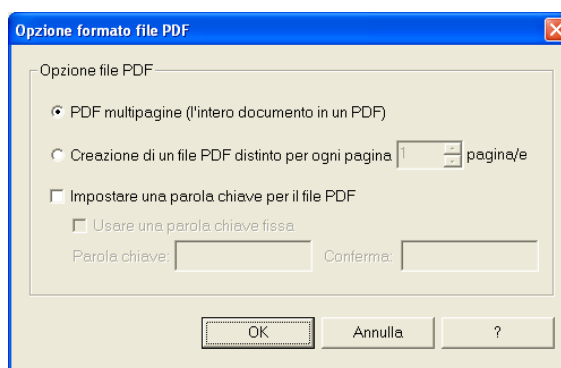 Opzione formato file PDF
Opzione file PDF
PDF multipagine (l'intero documento in un PDF)
Creazione di un file PDF distinto per ogni pagina 1 pagina/e
Impostare una parola chiave per il file PDF
Usare una parola chiave fissa
Parola chiave: Conferma:
OK Annulla ?